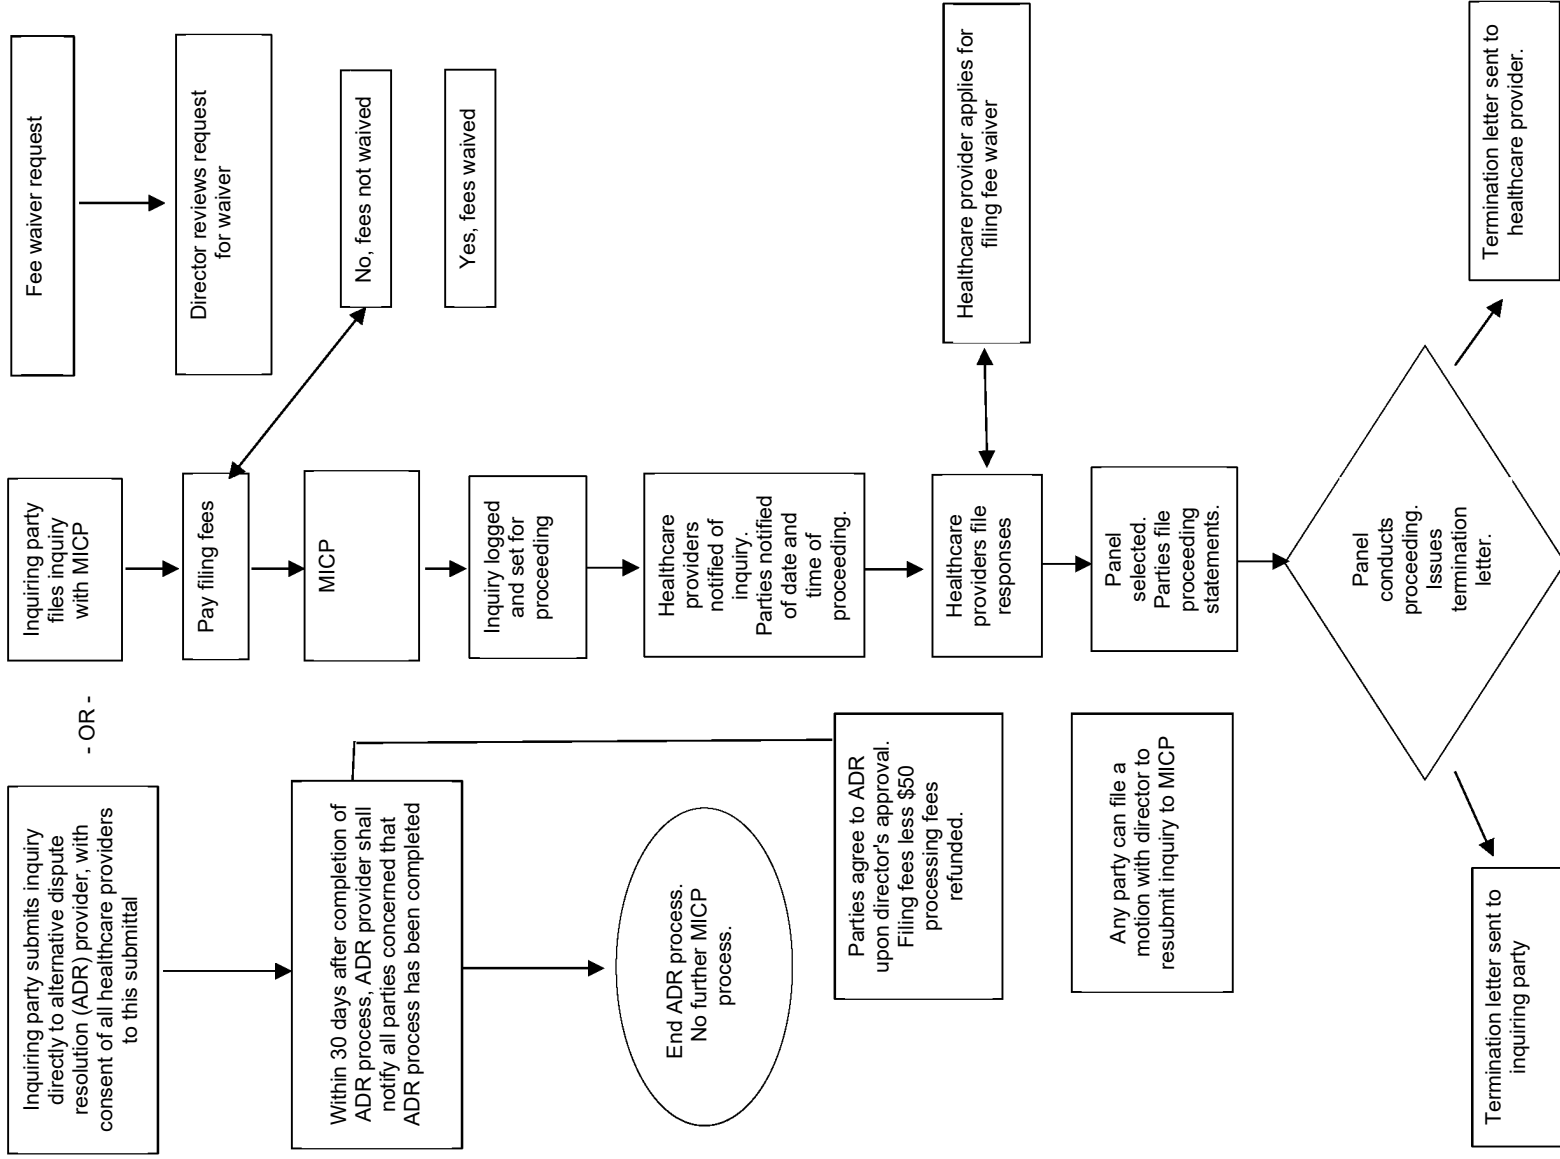 Inquiring party submits inquiry
directly to alternative dispute
resolution (ADR) provider, with
consent of all healthcare providers
to this submittal
- OR -
Inquiring party
files inquiry
with MICP
Fee waiver request
Pay filing fees
Director reviews request
for waiver
Within 30 days after completion of
ADR process, ADR provider shall
notify all parties concerned that
ADR process has been completed
MICP
No, fees not waived
Yes, fees waived
Inquiry logged
and set for
proceeding
End ADR process.
No further MICP
process.
Healthcare
providers
notified of
inquiry.
Parties notified
of date and
time of
proceeding.
Parties agree to ADR
upon director's approval.
Filing fees less $50
processing fees
refunded.
Healthcare
providers file
responses
Healthcare provider applies for
filing fee waiver
Any party can file a
motion with director to
resubmit inquiry to MICP
Panel
selected.
Parties file
proceeding
statements.
Panel
conducts
proceeding.
Issues
termination
letter.
Termination letter sent to
inquiring party
Termination letter sent to
healthcare provider.